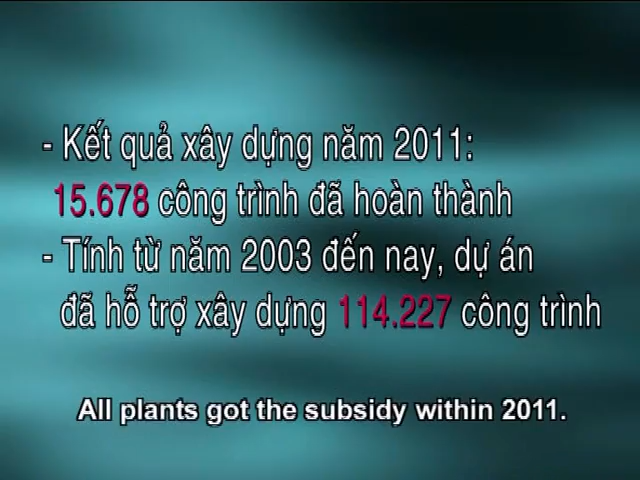 - Kết quả xây dựng năm 2011:
15.678 công trình đã hoàn thành
- Tính từ năm 2003 đến nay, dự án
đã hỗ trợ xây dựng 114.227 công trình
All plants got the subsidy within 2011.